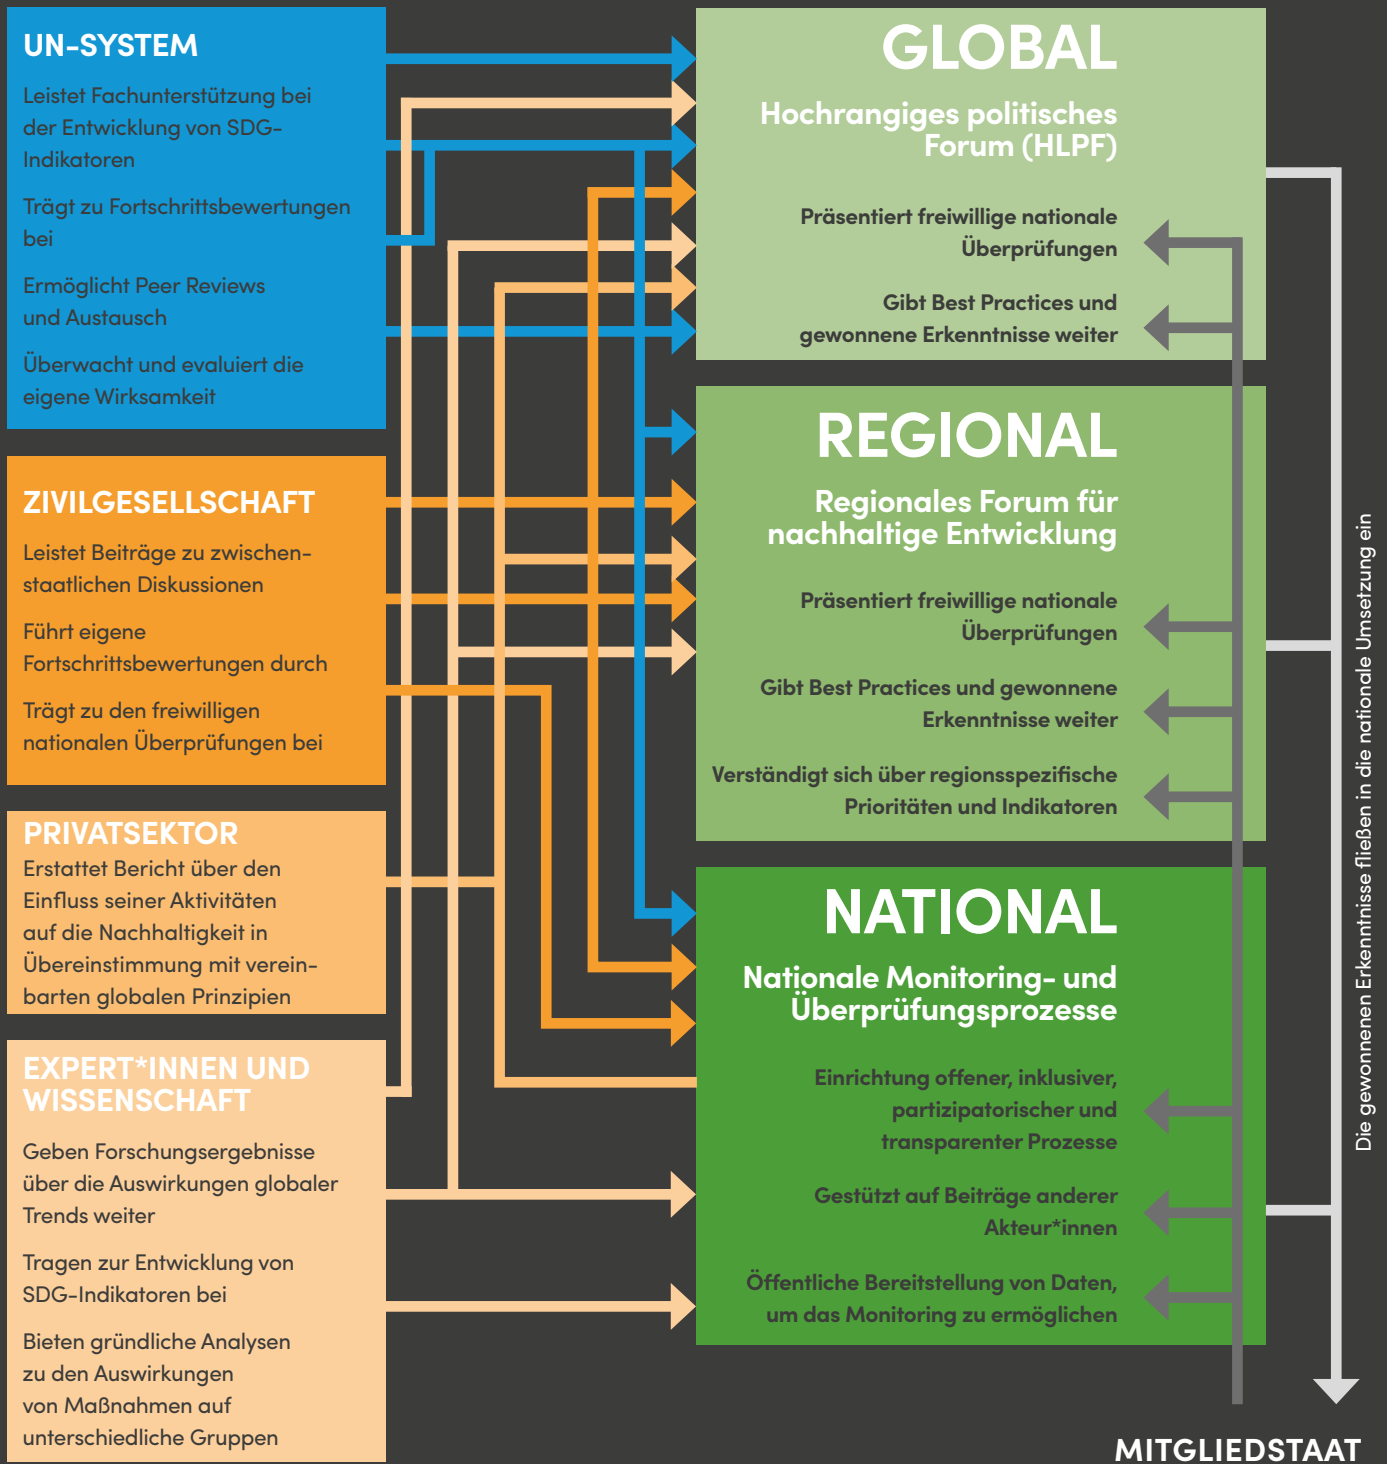 UN-SYSTEM
Leistet Fachunterstützung bei
der Entwicklung von SDG-
Indikatoren
Trägt zu Fortschrittsbewertungen
bei
Ermöglicht Peer Reviews
und Austausch
Überwacht und evaluiert die
eigene Wirksamkeit
ZIVILGESELLSCHAFT
Leistet Beiträge zu zwischen-
staatlichen Diskussionen
Führt eigene
Fortschrittsbewertungen durch
Trägt zu den freiwilligen
nationalen Überprüfungen bei
PRIVATSEKTOR
Erstattet Bericht über den
Einfluss seiner Aktivitäten
auf die Nachhaltigkeit in
Übereinstimmung mit verein-
barten globalen Prinzipien
EXPERT*INNEN UND
WISSENSCHAFT
Geben Forschungsergebnisse
über die Auswirkungen globaler
Trends weiter
Tragen zur Entwicklung von
SDG-Indikatoren bei
Bieten gründliche Analysen
zu den Auswirkungen
von Maßnahmen auf
unterschiedliche Gruppen
GLOBAL
Hochrangiges politisches
Forum (HLPF)
Präsentiert freiwillige nationale
Überprüfungen
Gibt Best Practices und
gewonnene Erkenntnisse weiter
REGIONAL
Regionales Forum für
nachhaltige Entwicklung
Präsentiert freiwillige nationale
Überprüfungen
Gibt Best Practices und gewonnene
Erkenntnisse weiter
Verständigt sich über regionsspezifische
Prioritäten und Indikatoren
NATIONAL
Nationale Monitoring- und
Überprüfungsprozesse
Einrichtung offener, inklusiver,
partizipatorischer und
transparenter Prozesse
Gestützt auf Beiträge anderer
Akteur*innen
Öffentliche Bereitstellung von Daten,
um das Monitoring zu ermöglichen
Die gewonnenen Erkenntnisse fließen in die nationale Umsetzung ein
MITGLIEDSTAAT